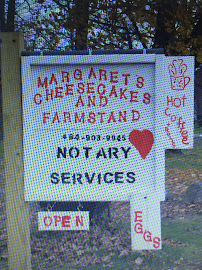 MARGARETS
CHEESECAKES
AND
FARMSTAND
484-903-9945
NOTARY
SERVICES
HOT
Coffee
OPEN
EGGS